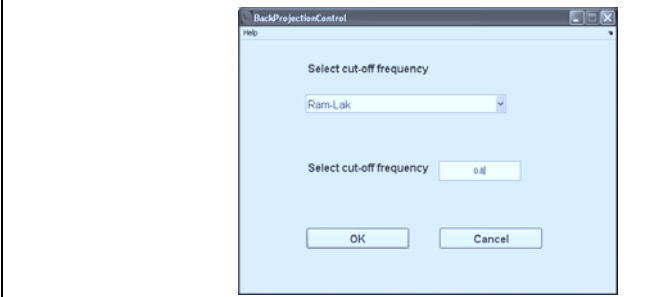 BackProjectionControl
Help
Select cut-off frequency
Ram-Lak
Select cut-off frequency 0.8
OK Cancel